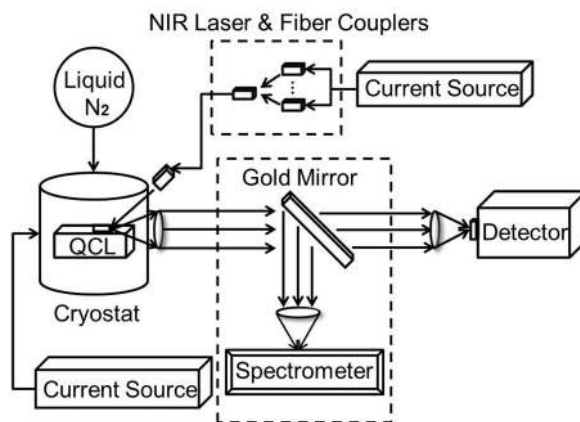 NIR Laser & Fiber Couplers
Liquid
N2
Current Source
Gold Mirror
QCL
Detector
Cryostat
Spectrometer
Current Source